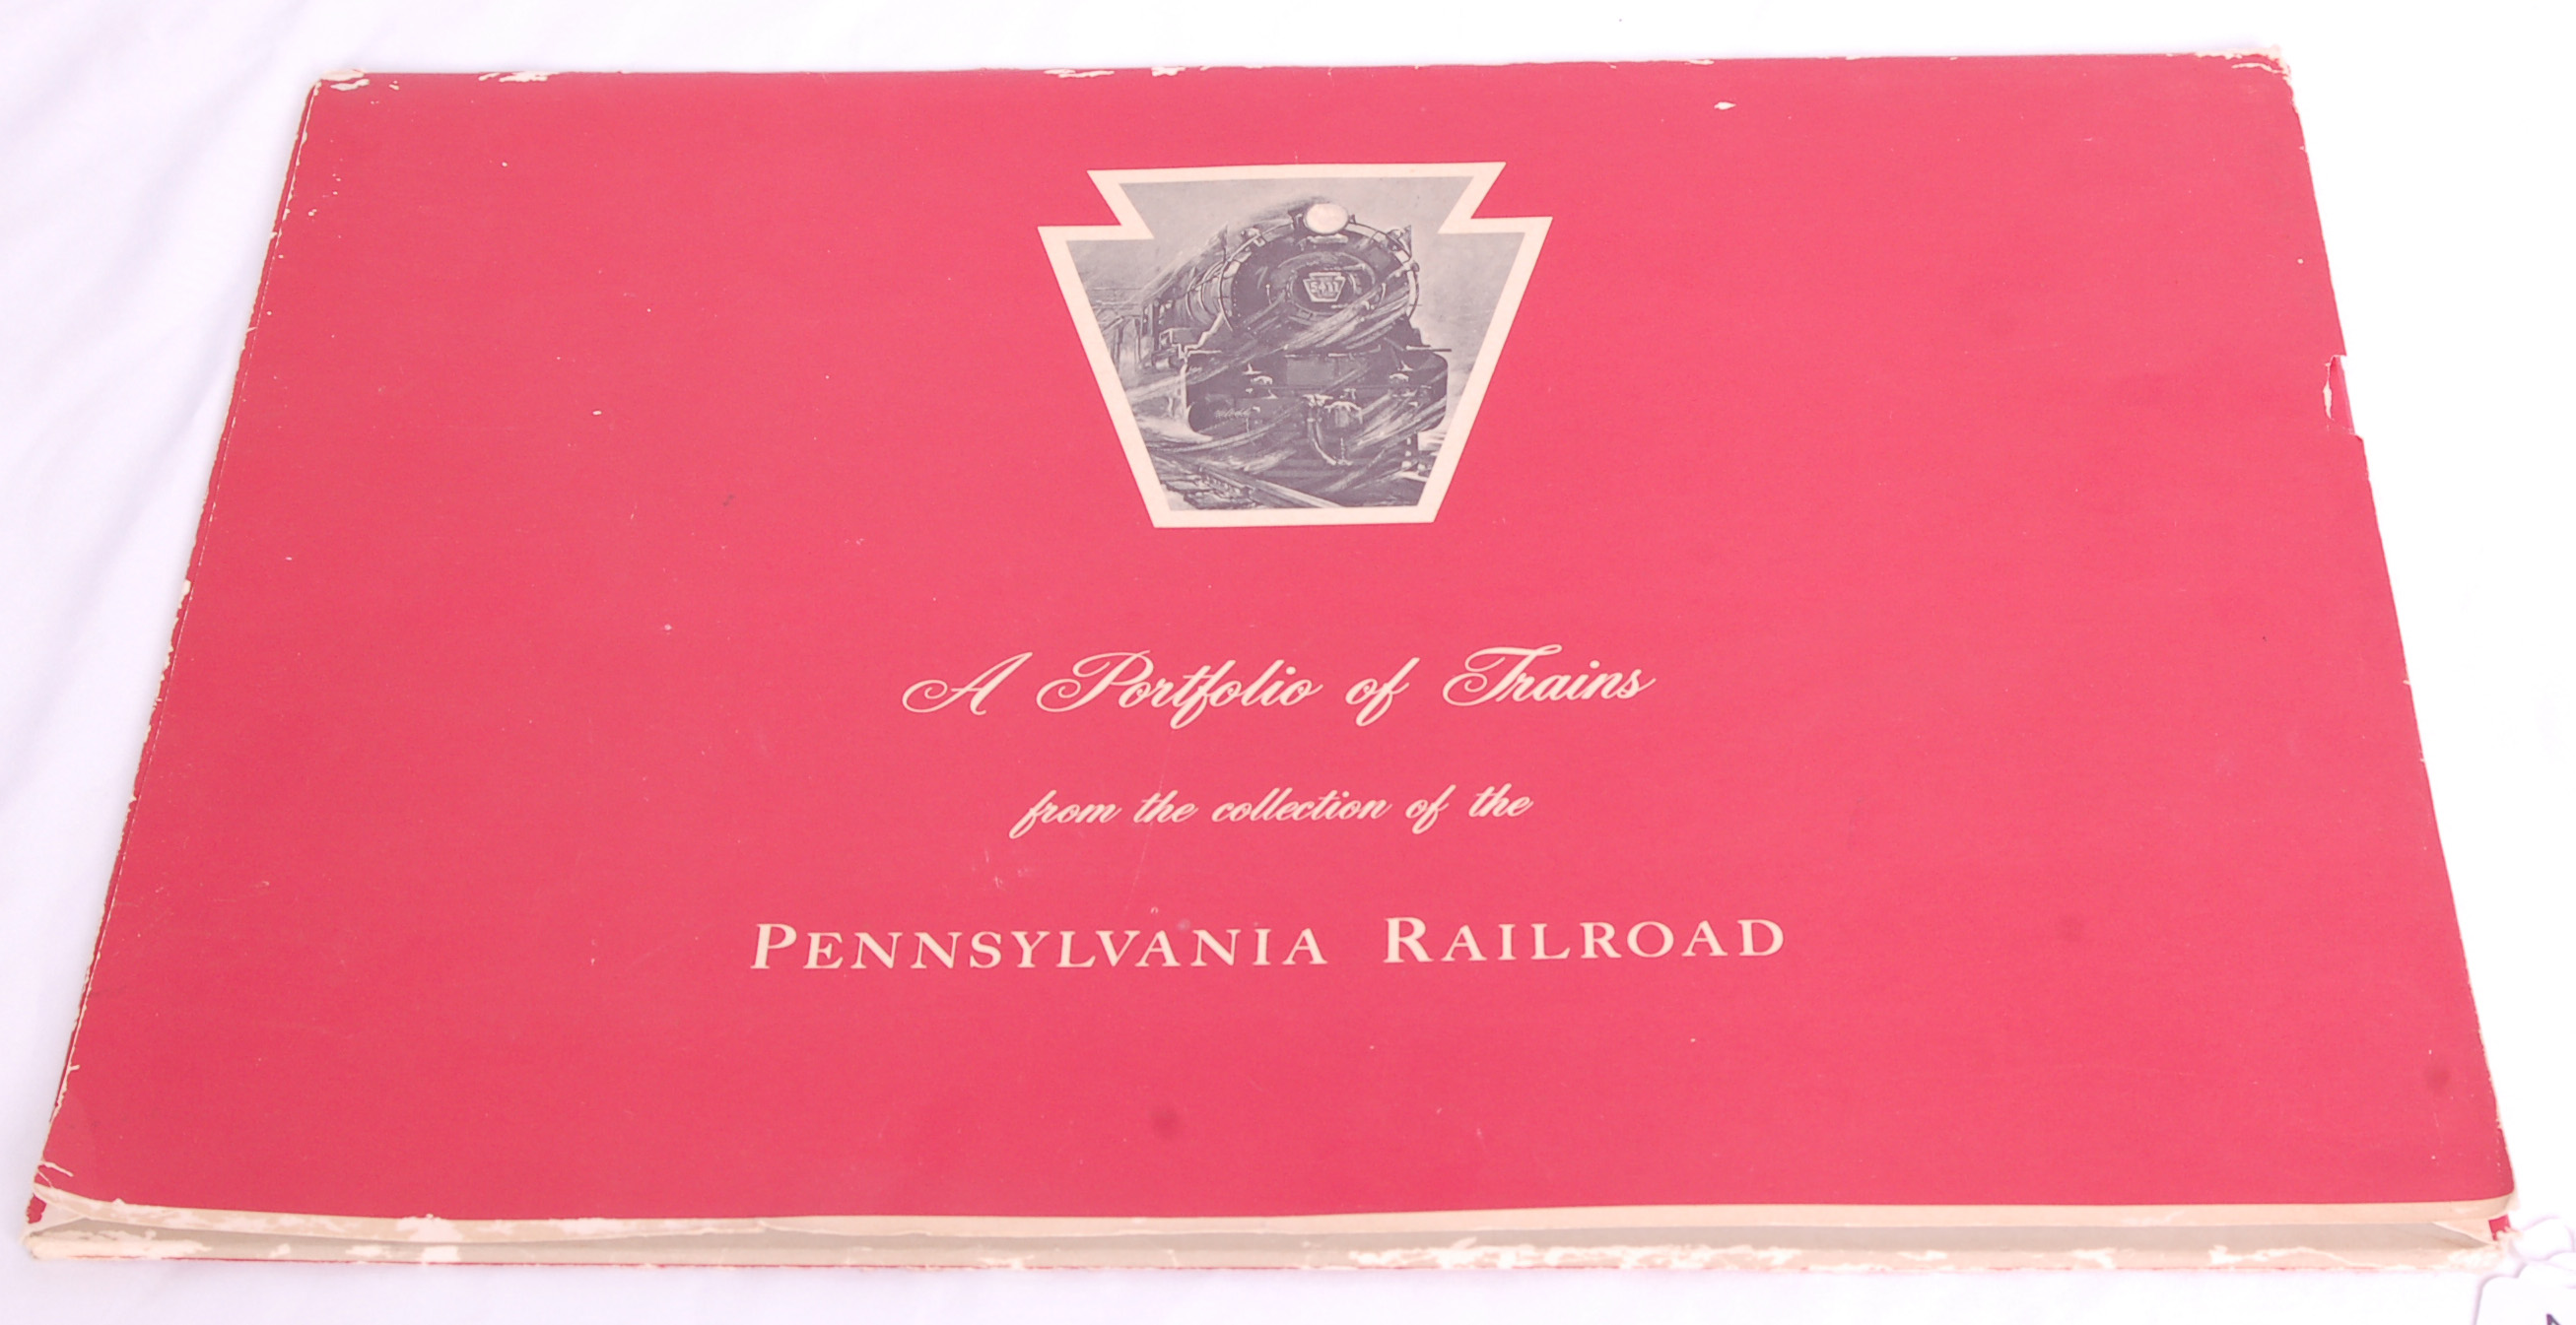 A Portfolio of Trains
from the collection of the
PENNSYLVANIA RAILROAD